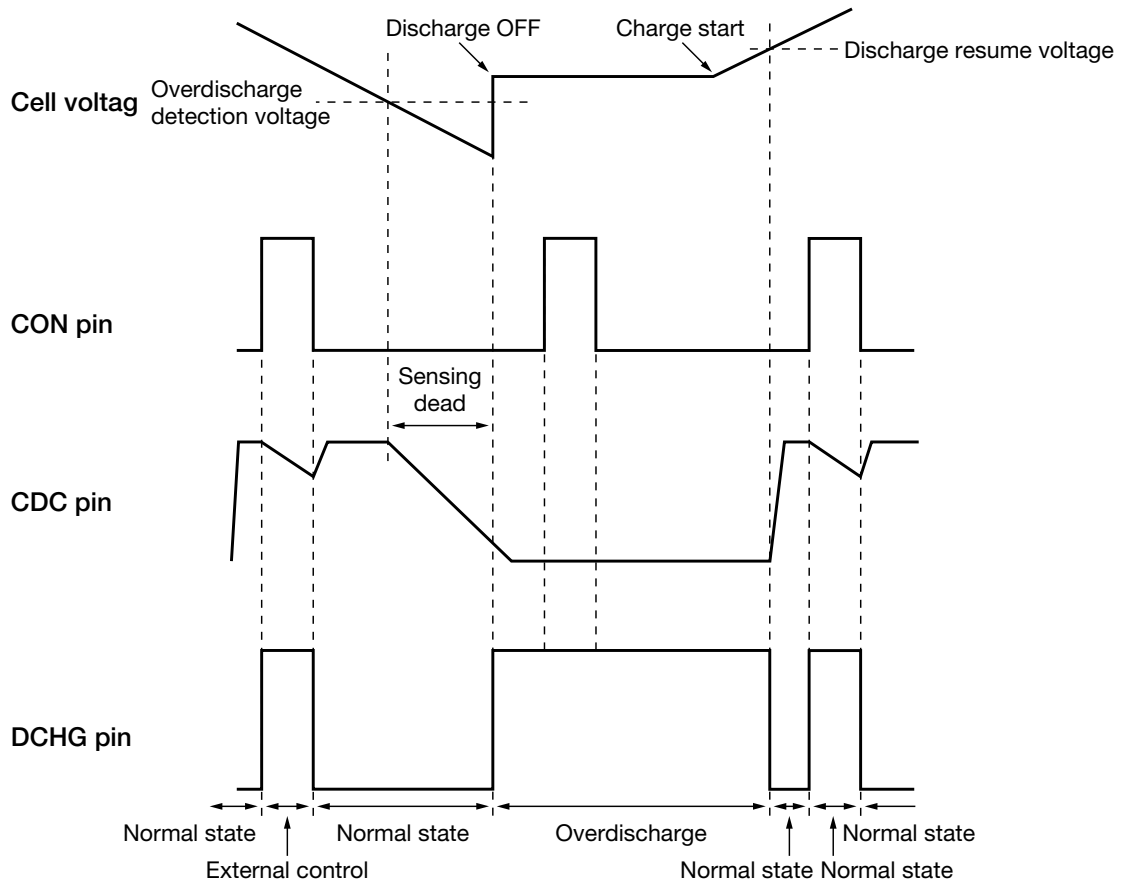 Discharge OFF
Charge start
Discharge resume voltage
Cell voltag
Overdischarge
detection voltage
CON pin
Sensing
dead
CDC pin
DCHG pin
Normal state
Normal state
Overdischarge
Normal state
External control
Normal state
Normal state